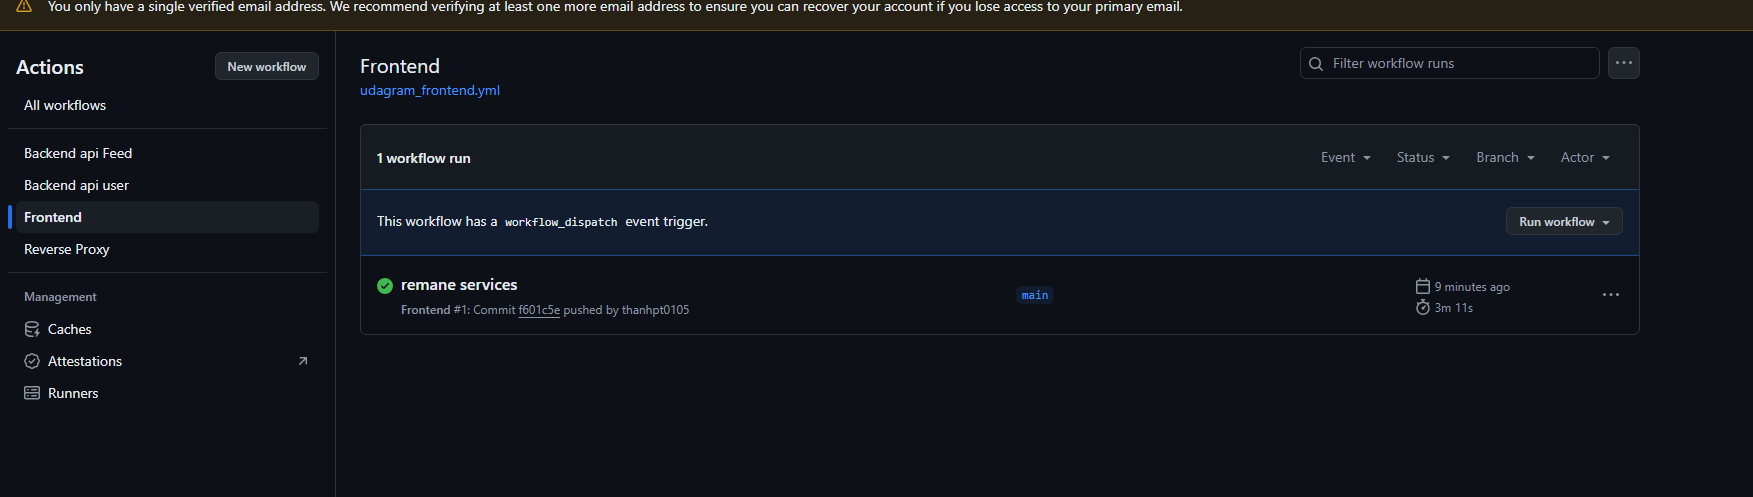 You only have a single verified email address. We recommend verifying at least one more email address to ensure you can recover your account if you lose access to your primary email.
Actions
New workflow
All workflows
Backend api Feed
Backend api user
Frontend
Reverse Proxy
Management
Caches
Attestations
Runners
Frontend
udagram_frontend.yml
Filter workflow runs
1 workflow run
Event
Status
Branch
Actor
This workflow has a workflow_dispatch event trigger.
Run workflow
remane services
Frontend #1: Commit f601c5e pushed by thanhpt0105
main
9 minutes ago
3m 11s